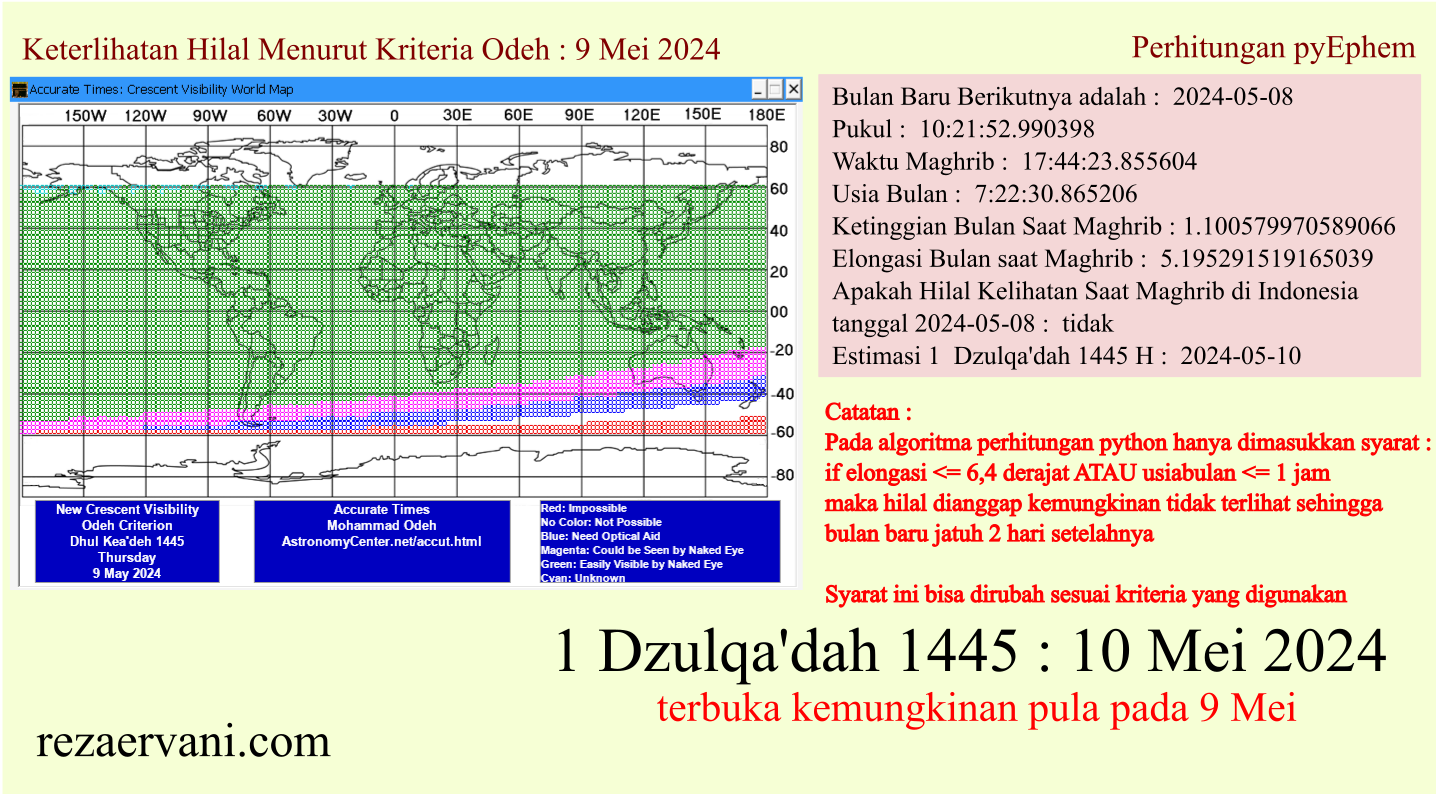 Keterlihatan Hilal Menurut Kriteria Odeh : 9 Mei 2024
Accurate Times: Crescent Visibility World Map
150W 120W 90W 60W 30W 0 30E 60E 90E 120E 150E 180E
80
60
40
20
00
-20
-40
-60
-80
New Crescent Visibility
Odeh Criterion
Dhul Kea'deh 1445
Thursday
9 May 2024
Accurate Times
Mohammad Odeh
AstronomyCenter.net/accut.html
Red: Impossible
No Color: Not Possible
Blue: Need Optical Aid
Magenta: Could be Seen by Naked Eye
Green: Easily Visible by Naked Eye
Cyan: Unknown
Perhitungan pyEphem
Bulan Baru Berikutnya adalah : 2024-05-08
Pukul : 10:21:52.990398
Waktu Maghrib : 17:44:23.855604
Usia Bulan : 7:22:30.865206
Ketinggian Bulan Saat Maghrib : 1.100579970589066
Elongasi Bulan saat Maghrib : 5.195291519165039
Apakah Hilal Kelihatan Saat Maghrib di Indonesia
tanggal 2024-05-08 : tidak
Estimasi 1 Dzulqa'dah 1445 H : 2024-05-10
Catatan :
Pada algoritma perhitungan python hanya dimasukkan syarat :
if elongasi <= 6,4 derajat ATAU usiabulan <= 1 jam
maka hilal dianggap kemungkinan tidak terlihat sehingga
bulan baru jatuh 2 hari setelahnya
Syarat ini bisa dirubah sesuai kriteria yang digunakan
1 Dzulqa'dah 1445 : 10 Mei 2024
terbuka kemungkinan pula pada 9 Mei
rezaervani.com